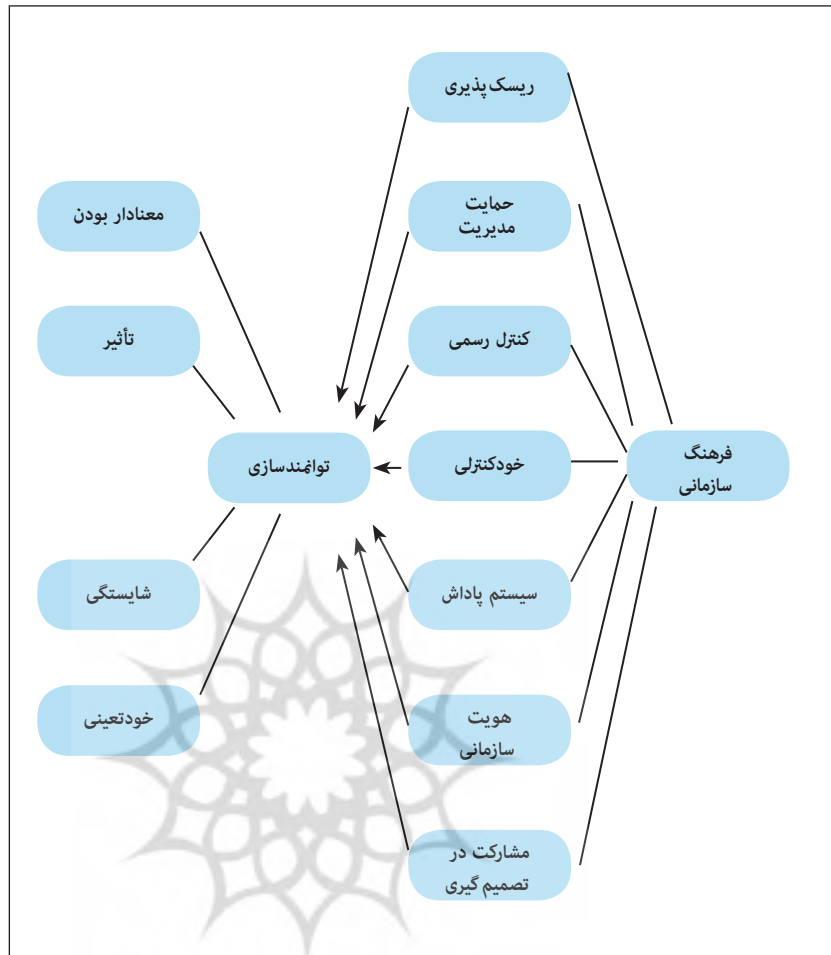 ریسک‌پذیری
حمایت
مدیریت
معنادار بودن
کنترل رسمی
تأثیر
فرهنگ
سازمانی
خودکنترلی
توانمندسازی
سیستم پاداش
شایستگی
هویت
سازمانی
خودتعینی
مشارکت در
تصمیم گیری